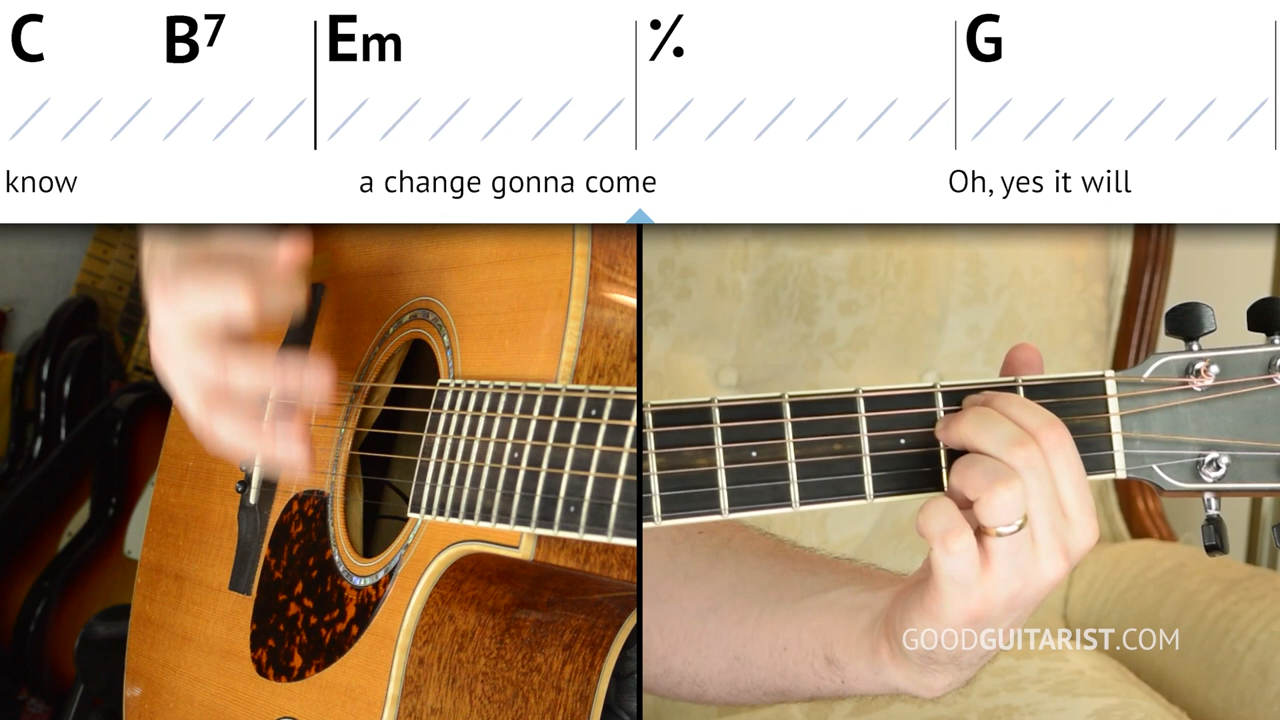 C B7 Em 𝄎 G
know a change gonna come Oh, yes it will
GOODGUITARIST.COM